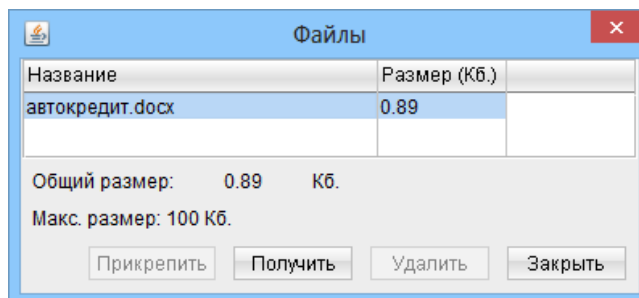 Файлы
Название Размер (Кб.)
автокредит.docx 0.89
Общий размер: 0.89 Кб.
Макс. размер: 100 Кб.
Прикрепить Получить Удалить Закрыть